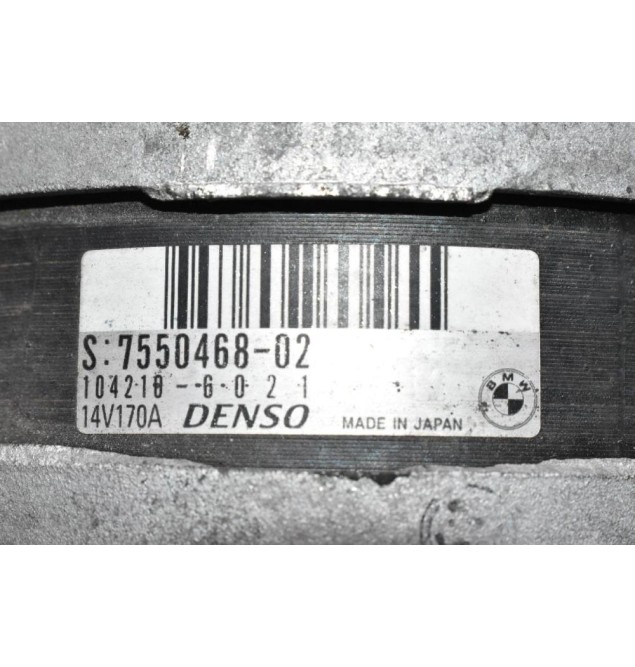 S:7550468-02
104210-6021
14V170A DENSO MADE IN JAPAN
BMW